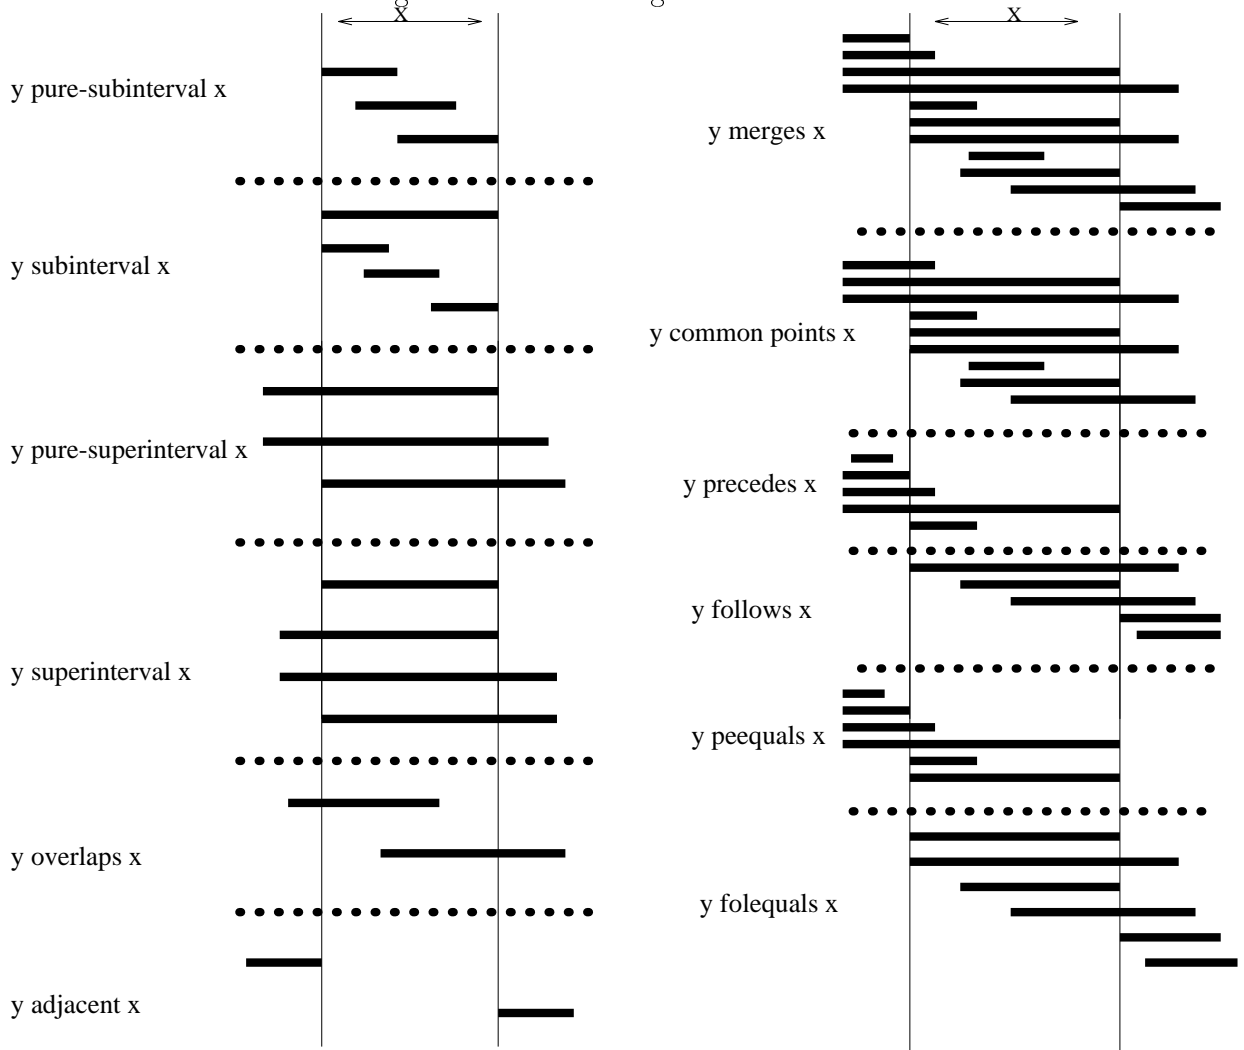 x
y pure-subinterval x
y subinterval x
y pure-superinterval x
y superinterval x
y overlaps x
y adjacent x
x
y merges x
y common points x
y precedes x
y follows x
y peequals x
y folequals x